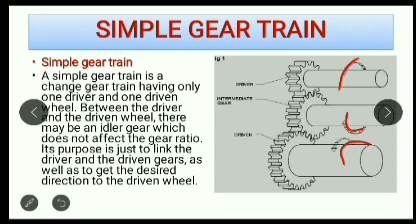 SIMPLE GEAR TRAIN
• Simple gear train
• A simple gear train is a
change gear train having only
one driver and one driven
wheel. Between the driver
and the driven wheel, there
may be an idler gear which
does not affect the gear ratio.
Its purpose is just to link the
driver and the driven gears, as
well as to get the desired
direction to the driven wheel.
ig 1
DRIVER
INTERMEDIATE
GEAR
DRIVEN